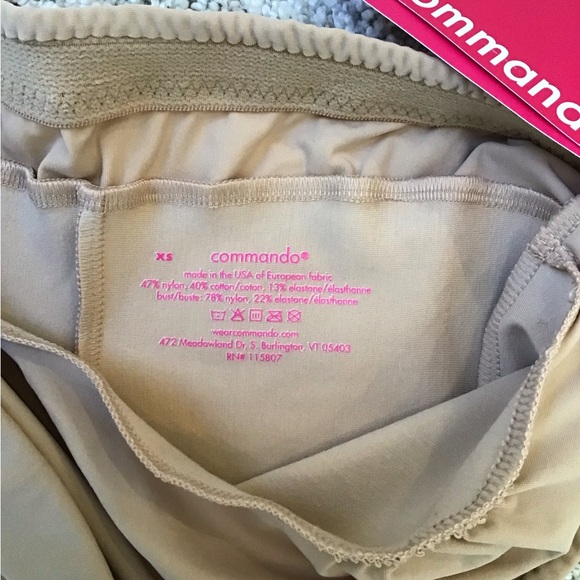 commando
xs commando®
made in the USA of European fabric
47% nylon, 40% cotton/coton, 13% elastane/élasthanne
bust/buste: 78% nylon, 22% elastane/élasthanne
wearcommando.com
472 Meadowland Dr, S. Burlington, VT 05403
RN# 115807